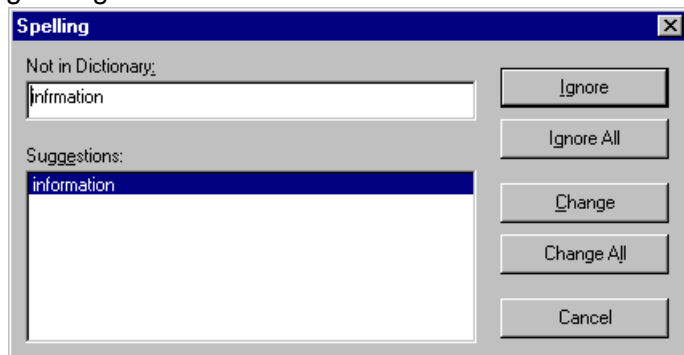 Spelling
Not in Dictionary:
infrmation
Ignore
Ignore All
Suggestions:
information
Change
Change All
Cancel